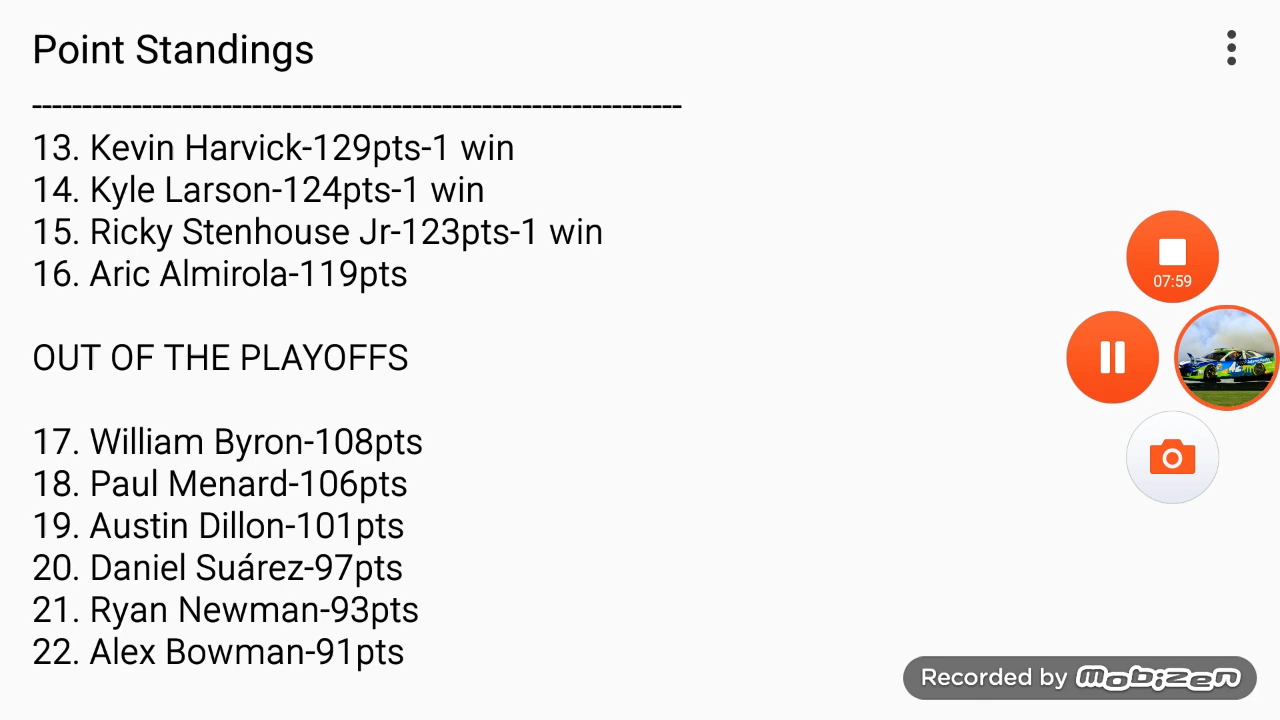 Point Standings
-----------------------------------------------------------------
13. Kevin Harvick-129pts-1 win
14. Kyle Larson-124pts-1 win
15. Ricky Stenhouse Jr-123pts-1 win
16. Aric Almirola-119pts
OUT OF THE PLAYOFFS
17. William Byron-108pts
18. Paul Menard-106pts
19. Austin Dillon-101pts
20. Daniel Suárez-97pts
21. Ryan Newman-93pts
22. Alex Bowman-91pts
07:59
Recorded by mobizen